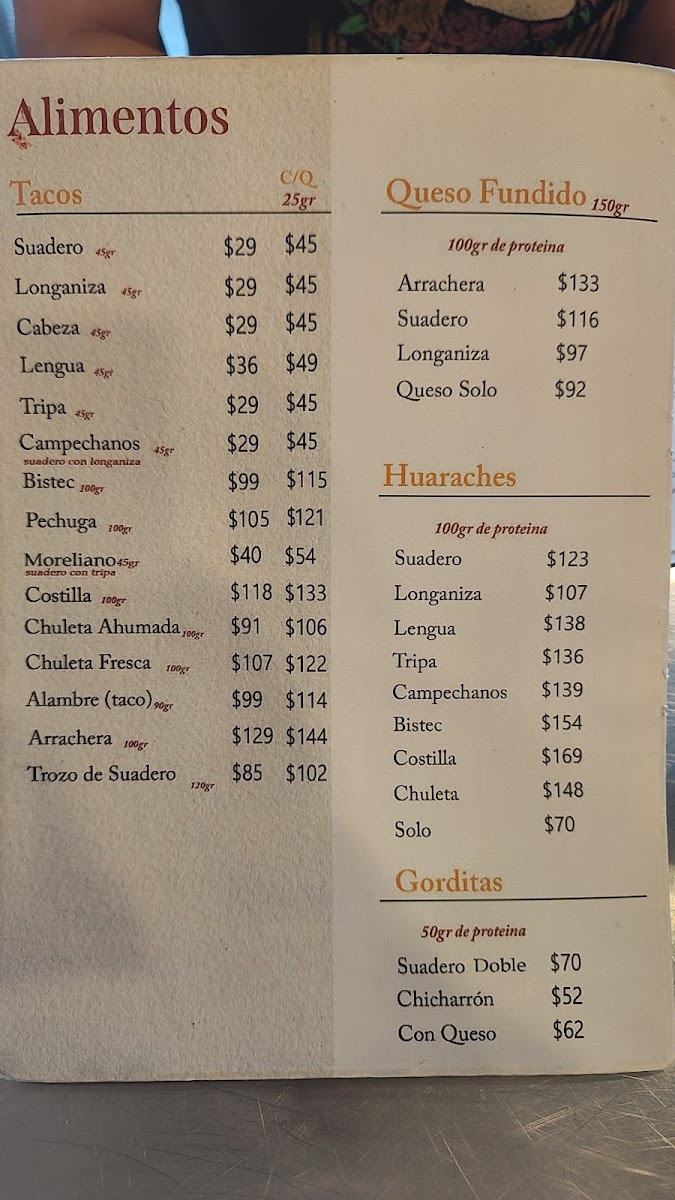 Alimentos
Tacos C/Q 25gr
Suadero 45gr $29 $45
Longaniza 45gr $29 $45
Cabeza 45gr $29 $45
Lengua 45gr $36 $49
Tripa 45gr $29 $45
Campechanos 45gr $29 $45
suadero con longaniza
Bistec 100gr $99 $115
Pechuga 100gr $105 $121
Moreliano 45gr $40 $54
suadero con tripa
Costilla 100gr $118 $133
Chuleta Ahumada 100gr $91 $106
Chuleta Fresca 100gr $107 $122
Alambre (taco) 90gr $99 $114
Arrachera 100gr $129 $144
Trozo de Suadero 120gr $85 $102
Queso Fundido 150gr
100gr de proteina
Arrachera $133
Suadero $116
Longaniza $97
Queso Solo $92
Huaraches
100gr de proteina
Suadero $123
Longaniza $107
Lengua $138
Tripa $136
Campechanos $139
Bistec $154
Costilla $169
Chuleta $148
Solo $70
Gorditas
50gr de proteina
Suadero Doble $70
Chicharrón $52
Con Queso $62